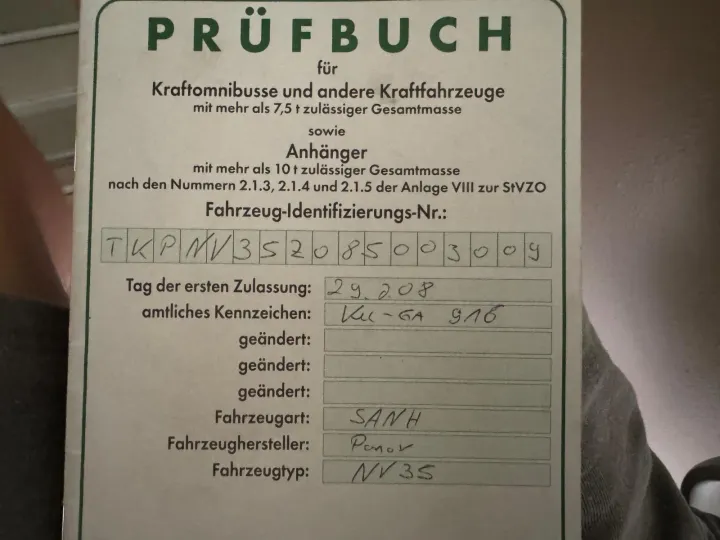 PRÜFBUCH
für
Kraftomnibusse und andere Kraftfahrzeuge
mit mehr als 7,5 t zulässiger Gesamtmasse
sowie
Anhänger
mit mehr als 10 t zulässiger Gesamtmasse
nach den Nummern 2.1.3, 2.1.4 und 2.1.5 der Anlage VIII zur StVZO
Fahrzeug-Identifizierungs-Nr.:
TKPNV35Z085003009
Tag der ersten Zulassung: 29.2.08
amtliches Kennzeichen: KU-GA 916
geändert:
geändert:
geändert:
Fahrzeugart: SANH
Fahrzeughersteller: Panav
Fahrzeugtyp: NV35